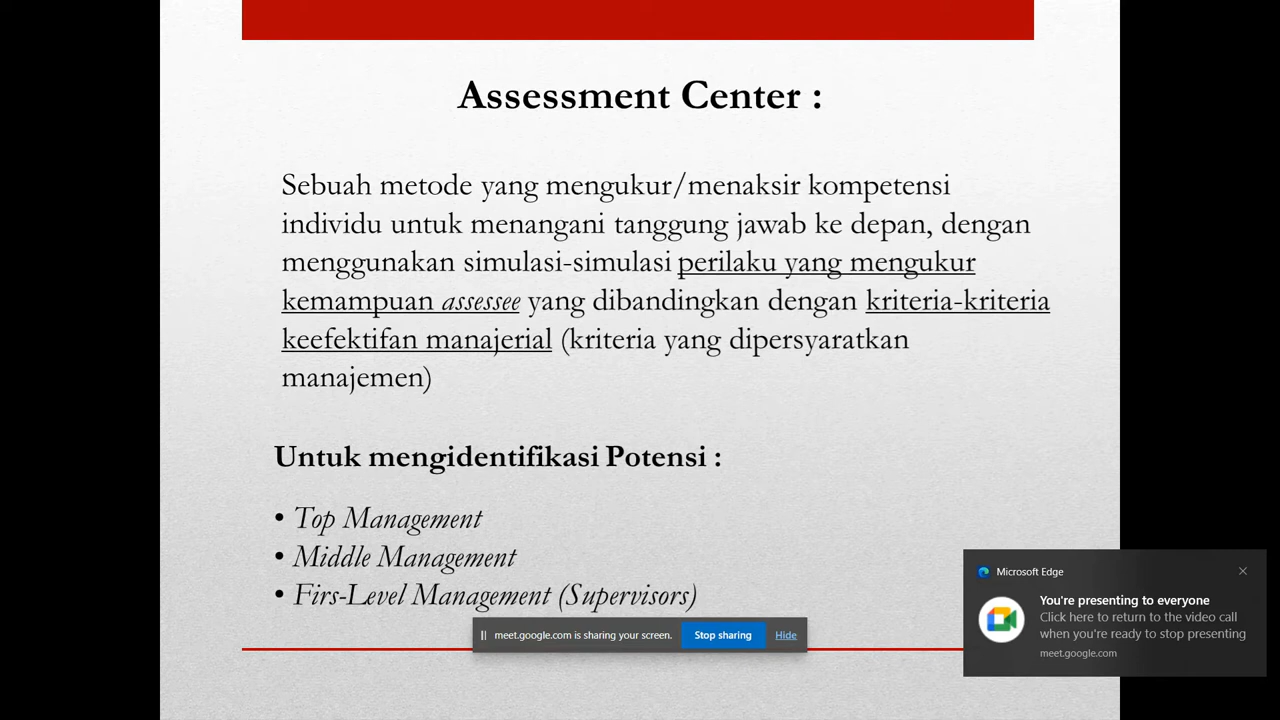 Assessment Center :
Sebuah metode yang mengukur/menaksir kompetensi
individu untuk menangani tanggung jawab ke depan, dengan
menggunakan simulasi-simulasi perilaku yang mengukur
kemampuan assessee yang dibandingkan dengan kriteria-kriteria
keefektifan manajerial (kriteria yang dipersyaratkan
manajemen)
Untuk mengidentifikasi Potensi :
• Top Management
• Middle Management
• Firs-Level Management (Supervisors)
meet.google.com is sharing your screen. Stop sharing Hide
Microsoft Edge
You're presenting to everyone
Click here to return to the video call
when you're ready to stop presenting
meet.google.com